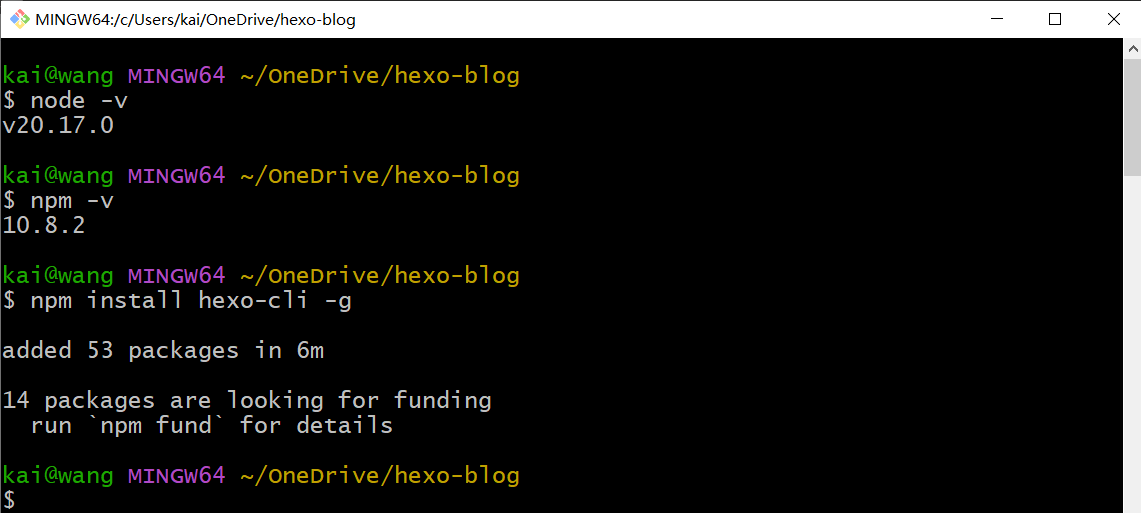 MINGW64:/c/Users/kai/OneDrive/hexo-blog
kai@wang MINGW64 ~/OneDrive/hexo-blog
$ node -v
v20.17.0
kai@wang MINGW64 ~/OneDrive/hexo-blog
$ npm -v
10.8.2
kai@wang MINGW64 ~/OneDrive/hexo-blog
$ npm install hexo-cli -g
added 53 packages in 6m
14 packages are looking for funding
  run `npm fund` for details
kai@wang MINGW64 ~/OneDrive/hexo-blog
$